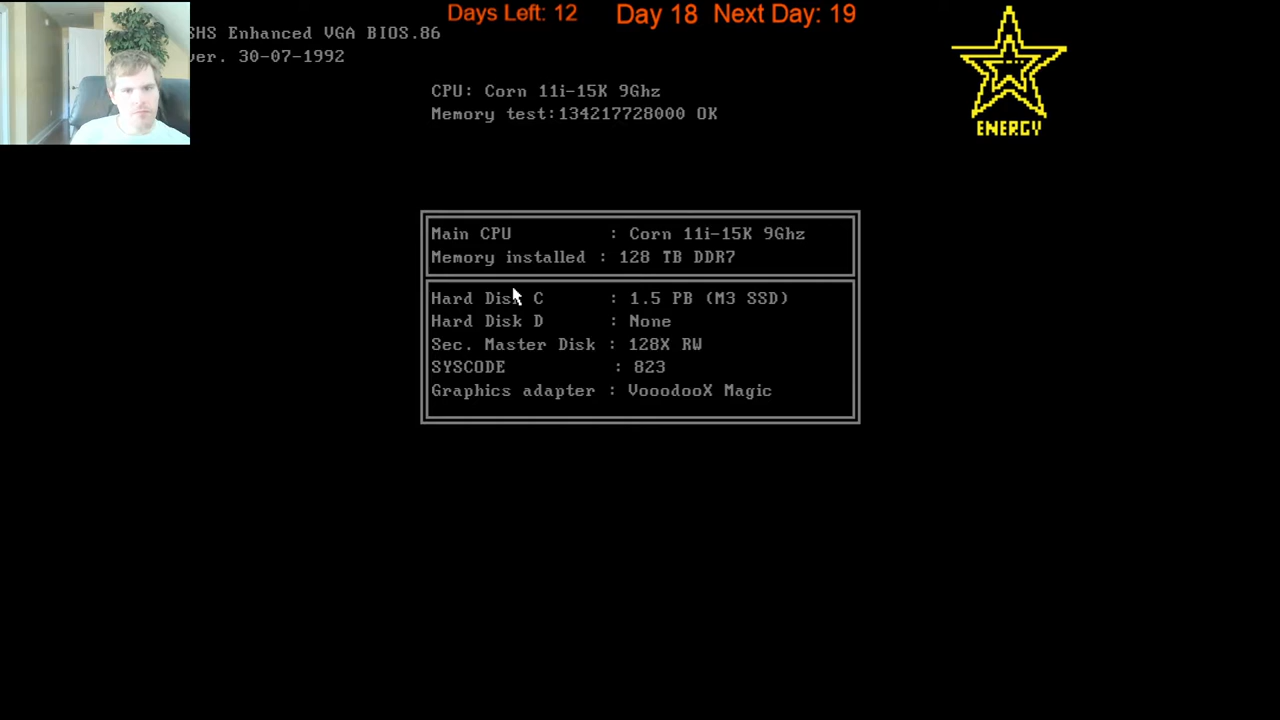 Days Left: 12 Day 18 Next Day: 19
SHS Enhanced VGA BIOS.86
ver. 30-07-1992
ENERGY
CPU: Corn 11i-15K 9Ghz
Memory test:134217728000 OK
Main CPU : Corn 11i-15K 9Ghz
Memory installed : 128 TB DDR7
Hard Disk C : 1.5 PB (M3 SSD)
Hard Disk D : None
Sec. Master Disk : 128X RW
SYSCODE : 823
Graphics adapter : VooodooX Magic